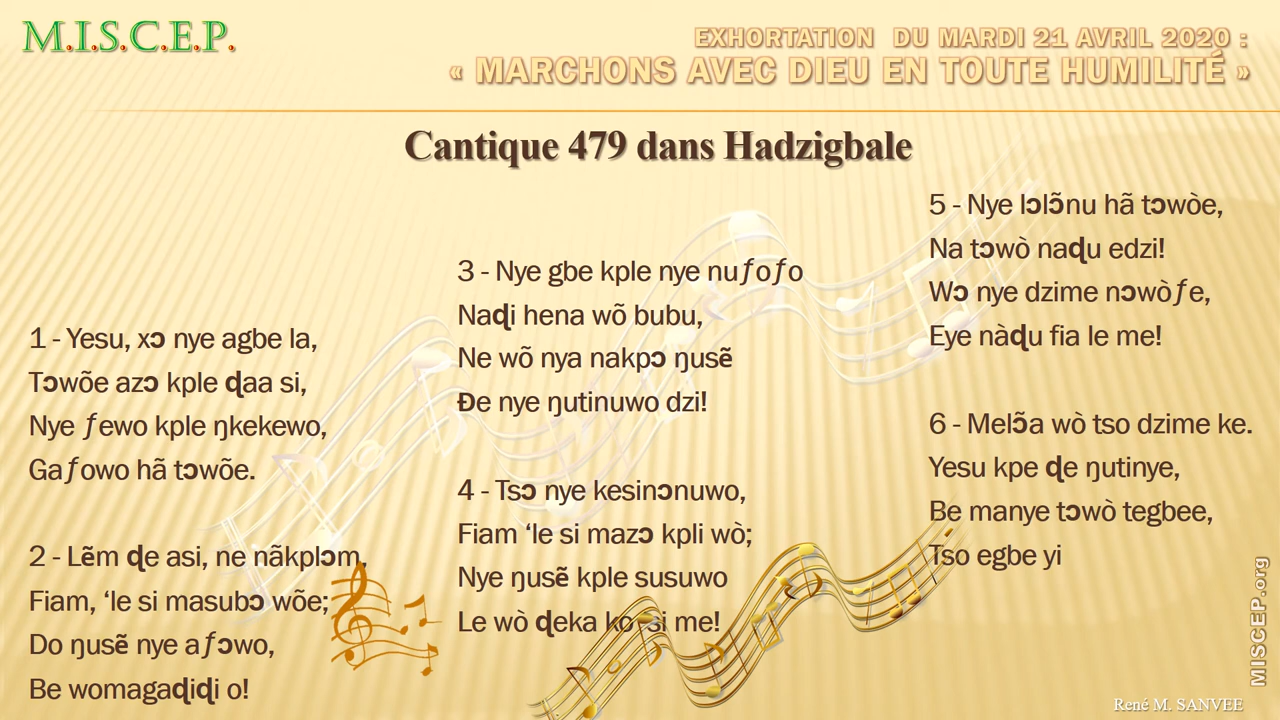 M.I.S.C.E.P.
EXHORTATION DU MARDI 21 AVRIL 2020 :
« MARCHONS AVEC DIEU EN TOUTE HUMILITÉ »
Cantique 479 dans Hadzigbale
1 - Yesu, xɔ nye agbe la,
Tɔwõe azɔ kple ɖaa si,
Nye ƒewo kple ŋkekewo,
Gaƒowo hã tɔwõe.
2 - Lẽm ɖe asi, ne nãkplɔm,
Fiam, ‘le si masubɔ wõe;
Do ŋusẽ nye aƒɔwo,
Be womagaɖiɖi o!
3 - Nye gbe kple nye nuƒoƒo
Naɖi hena wõ bubu,
Ne wõ nya nakpɔ ŋusẽ
Ɖe nye ŋutinuwo dzi!
4 - Tsɔ nye kesinɔnuwo,
Fiam ‘le si mazɔ kpli wò;
Nye ŋusẽ kple susuwo
Le wò ɖeka ko si me!
5 - Nye lɔlɔ̃nu hã tɔwòe,
Na tɔwò naɖu edzi!
Wɔ nye dzime nɔwòƒe,
Eye nàɖu fia le me!
6 - Melɔ̃a wò tso dzime ke.
Yesu kpe ɖe ŋutinye,
Be manye tɔwò tegbee,
Tso egbe yi
MISCEP.org
René M. SANVEE